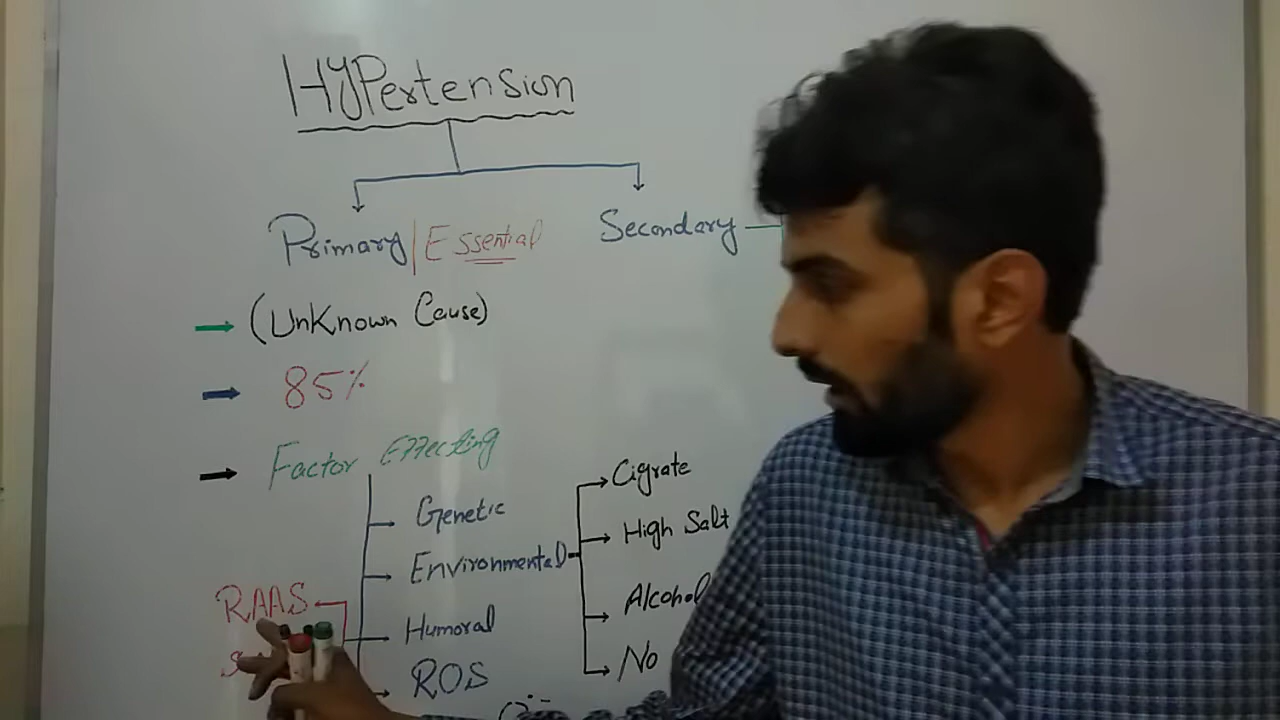 HyPertension
Primary | Essential
Secondary
(UnKnown Cause)
85%
Factor Effecting
Genetic
Environmental
Humoral
ROS
Cigrate
High Salt
Alcohol
No
RAAS